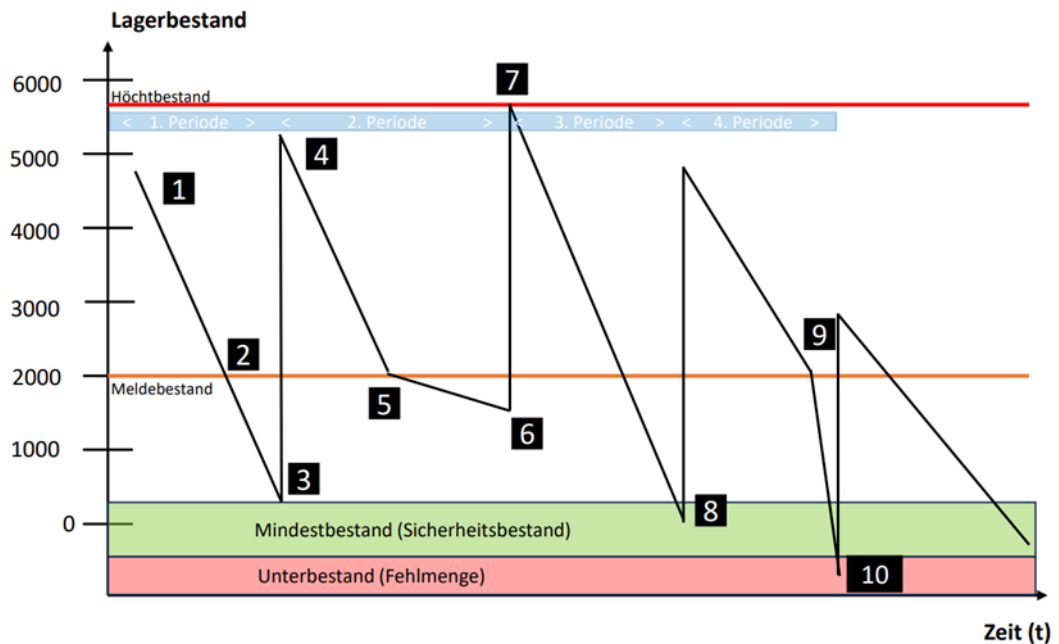 Lagerbestand
6000
Höchtbestand
7
< 1. Periode > < 2. Periode > < 3. Periode > < 4. Periode >
5000
4
1
4000
3000
9
2
2000
Meldebestand
5
6
1000
3
8
0
Mindestbestand (Sicherheitsbestand)
Unterbestand (Fehlmenge)
10
Zeit (t)